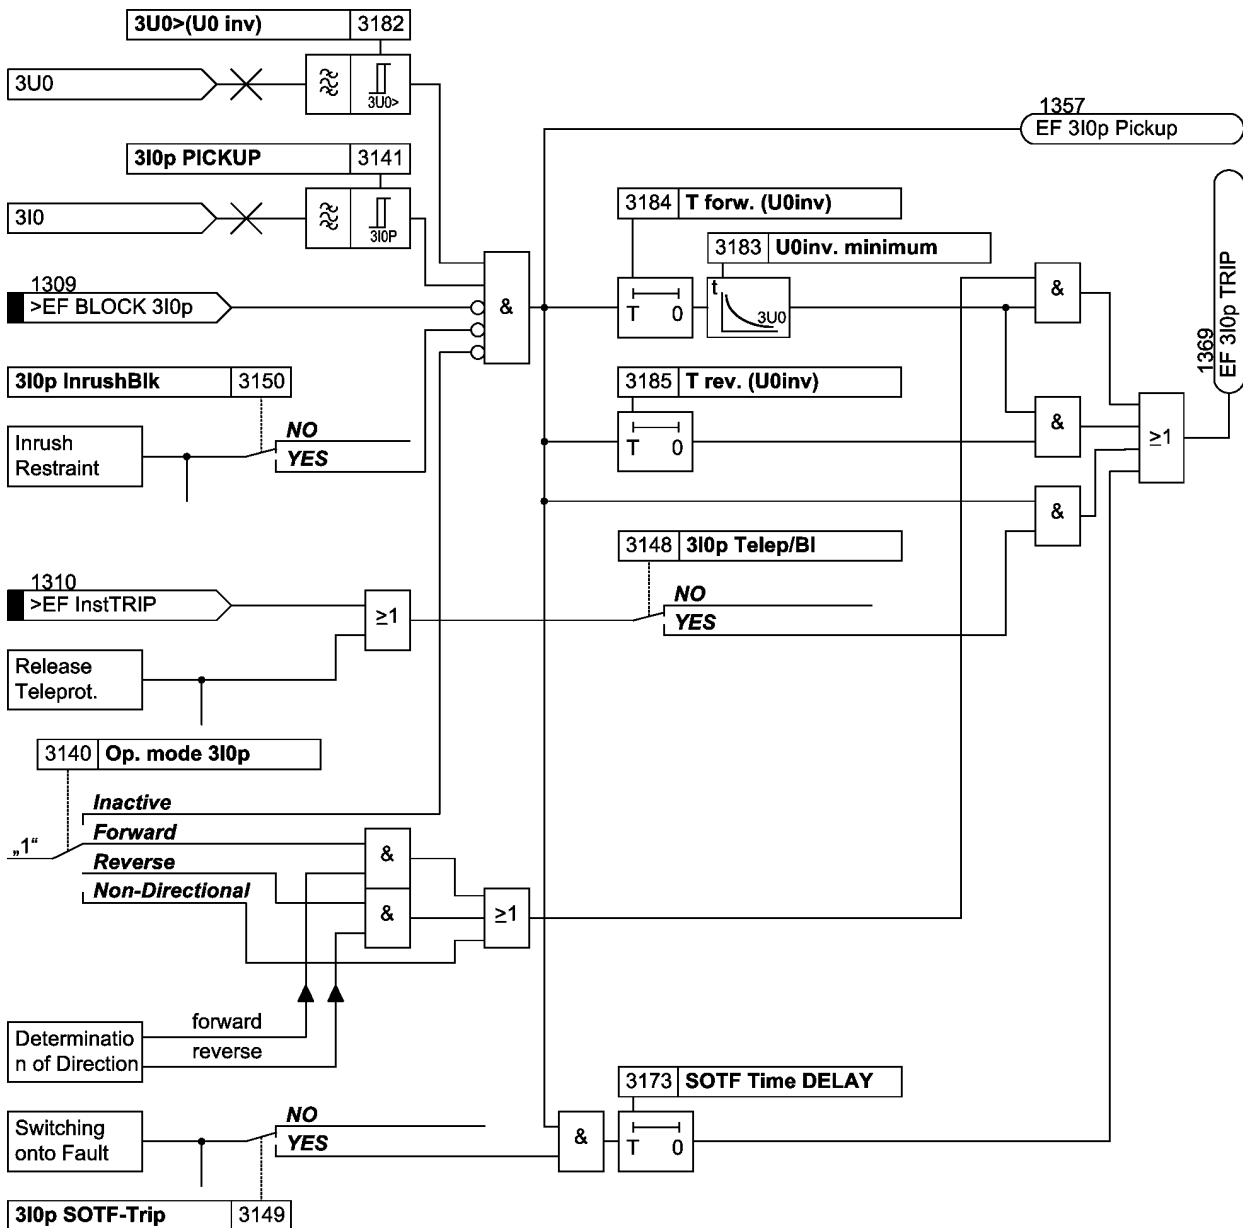 3U0>(U0 inv) 3182
3U0
3U0>
3I0p PICKUP 3141
3I0
3I0P
1309
>EF BLOCK 3I0p
&
3I0p InrushBlk 3150
Inrush
Restraint
NO
YES
1357
EF 3I0p Pickup
3184 T forw. (U0inv)
3183 U0inv. minimum
T 0
t
3U0
&
1369
EF 3I0p TRIP
3185 T rev. (U0inv)
T 0
&
≥1
&
3148 3I0p Telep/BI
NO
YES
1310
>EF InstTRIP
≥1
Release
Teleprot.
3140 Op. mode 3I0p
„1“
Inactive
Forward
Reverse
Non-Directional
&
&
≥1
Determinatio
n of Direction
forward
reverse
3173 SOTF Time DELAY
Switching
onto Fault
NO
YES
&
T 0
3I0p SOTF-Trip 3149